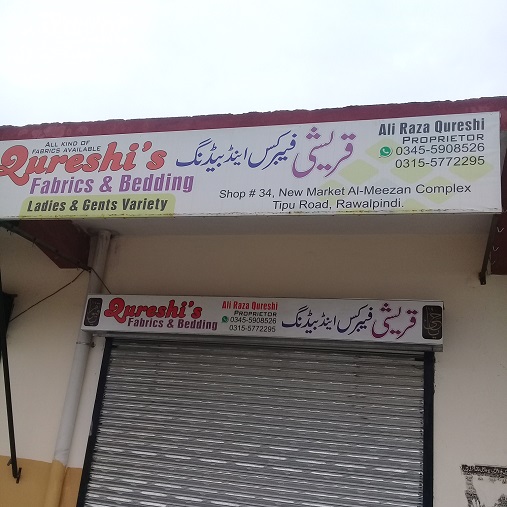 ALL KIND OF
FABRICS AVAILABLE
Qureshi's
Fabrics & Bedding
Ladies & Gents Variety
قریشی فیبرکس اینڈ بیڈنگ
Shop # 34, New Market Al-Meezan Complex
Tipu Road, Rawalpindi.
Ali Raza Qureshi
PROPRIETOR
0345-5908526
0315-5772295
Qureshi's
Fabrics & Bedding
Ali Raza Qureshi
PROPRIETOR
0345-5908526
0315-5772295
قریشی فیبرکس اینڈ بیڈنگ